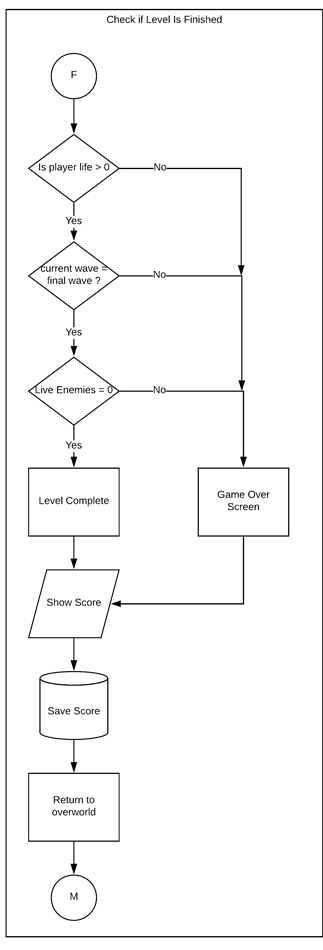 Check if Level Is Finished
F
Is player life > 0
No
Yes
current wave =
final wave ?
No
Yes
Live Enemies = 0
No
Yes
Level Complete
Game Over
Screen
Show Score
Save Score
Return to
overworld
M